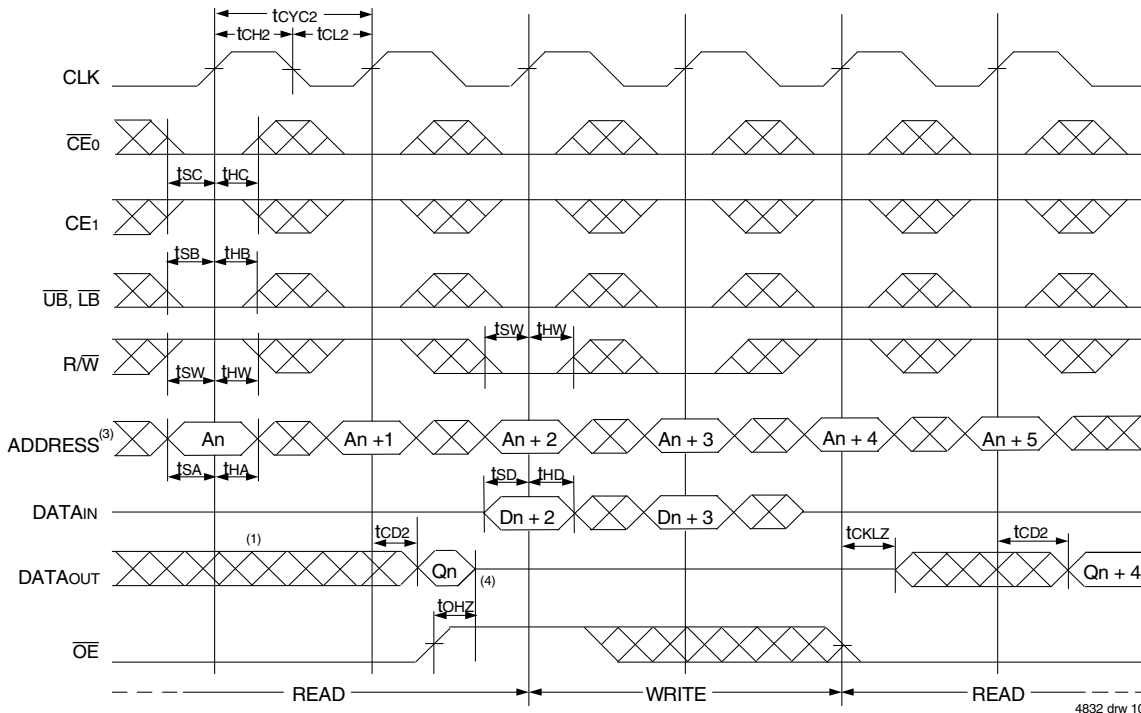 tCYC2
tCH2 tCL2
CLK
CE0
tSC tHC
CE1
tSB tHB
UB, LB
tSW tHW
R/W
tSW tHW
ADDRESS(3) An An +1 An + 2 An + 3 An + 4 An + 5
tSA tHA tSD tHD
DATAIN Dn + 2 Dn + 3
(1) tCD2 tCKLZ tCD2
DATAOUT Qn (4) Qn + 4
tOHZ
OE
READ WRITE READ
4832 drw 10